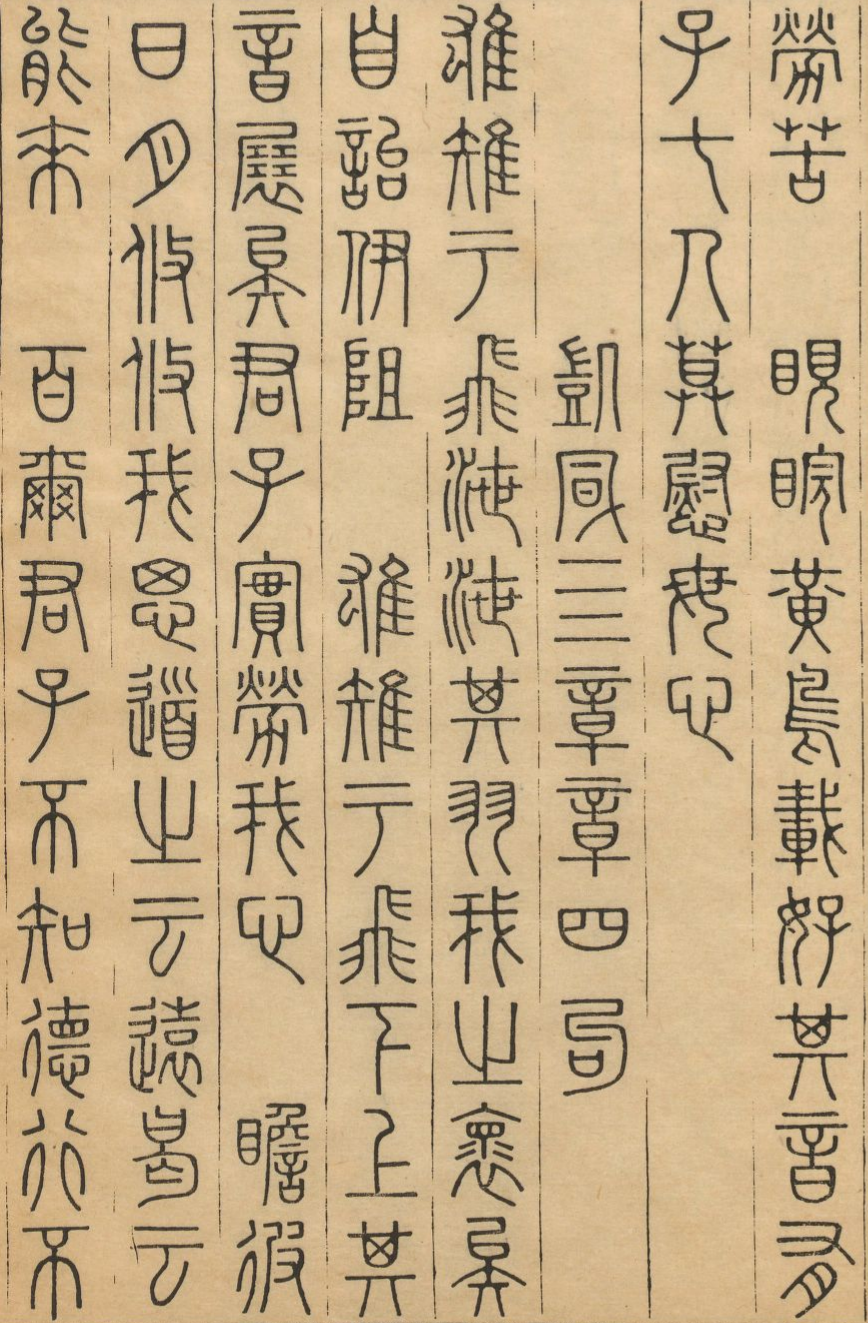 勞苦　睍睆黃鳥載好其音有
子七人莫慰母心
凱風亖章章四句
雄雉于飛泄泄其羽我之懷矣
自詒伊阻　雄雉于飛下上其
音展矣君子實勞我心　瞻彼
日月攸攸我思道之云遠曷云
能來　百爾君子不知德行不